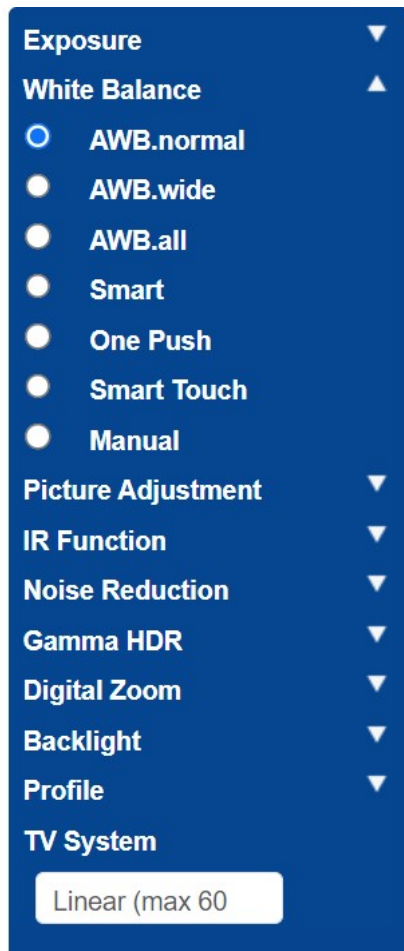 Exposure
White Balance
AWB.normal
AWB.wide
AWB.all
Smart
One Push
Smart Touch
Manual
Picture Adjustment
IR Function
Noise Reduction
Gamma HDR
Digital Zoom
Backlight
Profile
TV System
Linear (max 60